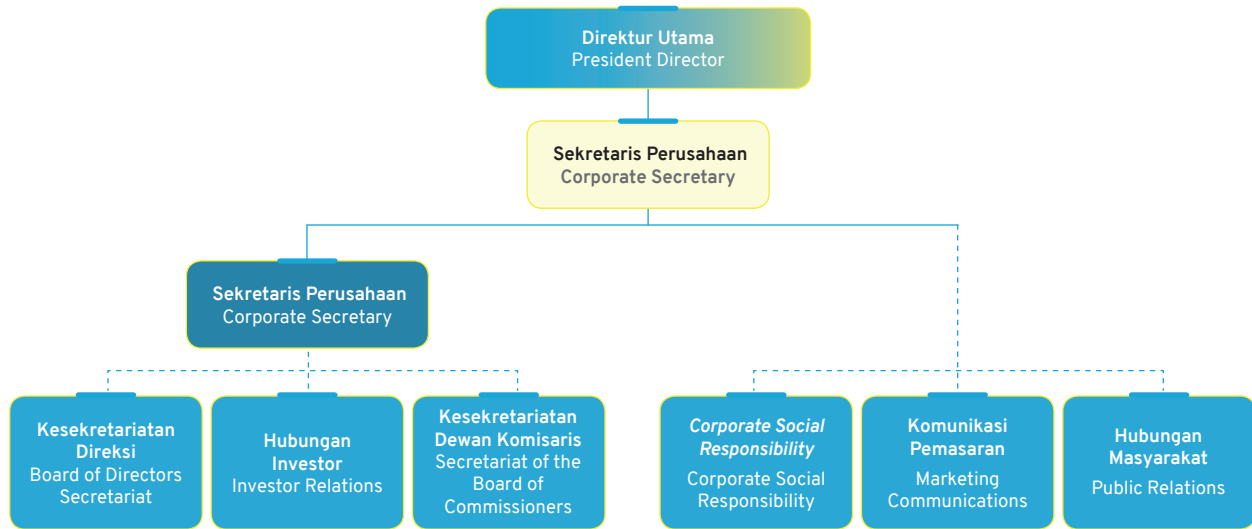 Direktur Utama
President Director
Sekretaris Perusahaan
Corporate Secretary
Sekretaris Perusahaan
Corporate Secretary
Kesekretariatan
Direksi
Board of Directors
Secretariat
Hubungan
Investor
Investor Relations
Kesekretariatan
Dewan Komisaris
Secretariat of the
Board of
Commissioners
Corporate Social
Responsibility
Corporate Social
Responsibility
Komunikasi
Pemasaran
Marketing
Communications
Hubungan
Masyarakat
Public Relations